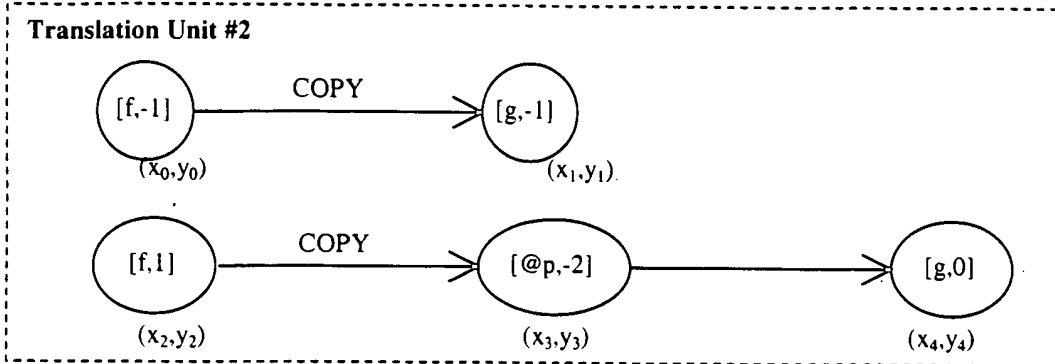 Translation Unit #2
COPY
[f,-1] [g,-1]
(x₀,y₀) (x₁,y₁)
COPY
[f,1] [@p,-2] [g,0]
(x₂,y₂) (x₃,y₃) (x₄,y₄)